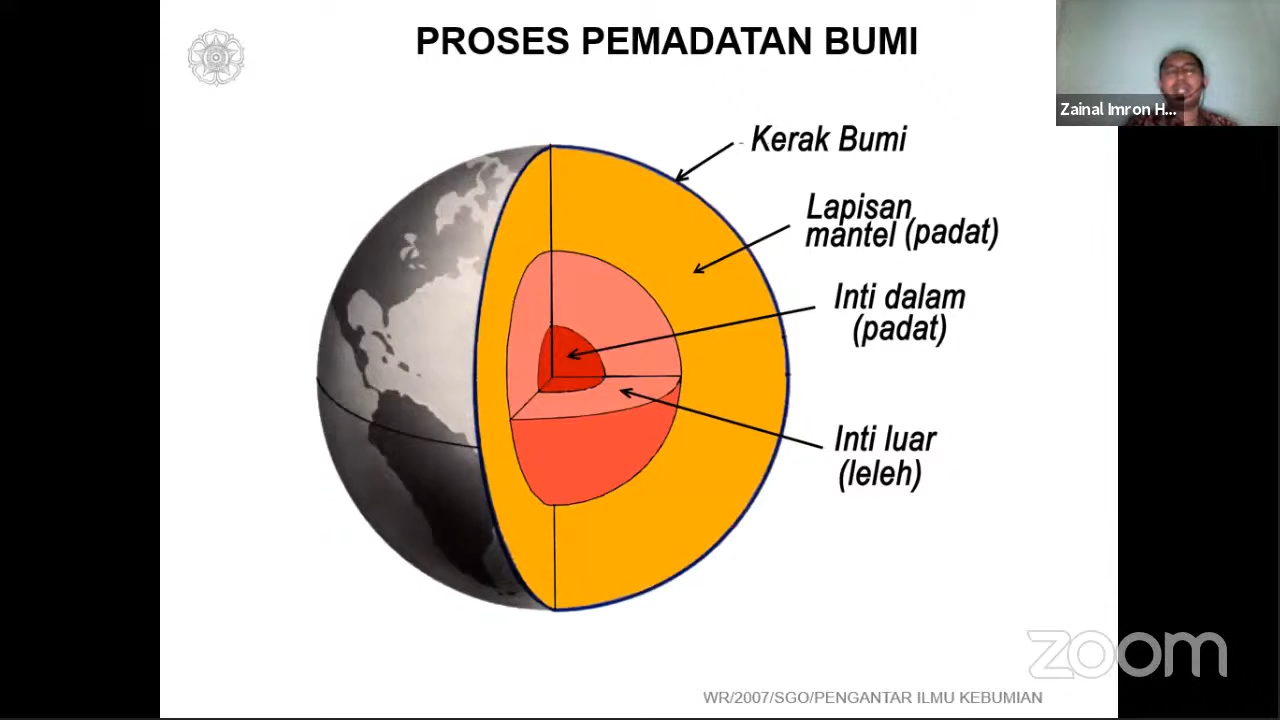 PROSES PEMADATAN BUMI
Zainal Imron H...
Kerak Bumi
Lapisan
mantel (padat)
Inti dalam
(padat)
Inti luar
(leleh)
zoom
WR/2007/SGO/PENGANTAR ILMU KEBUMIAN